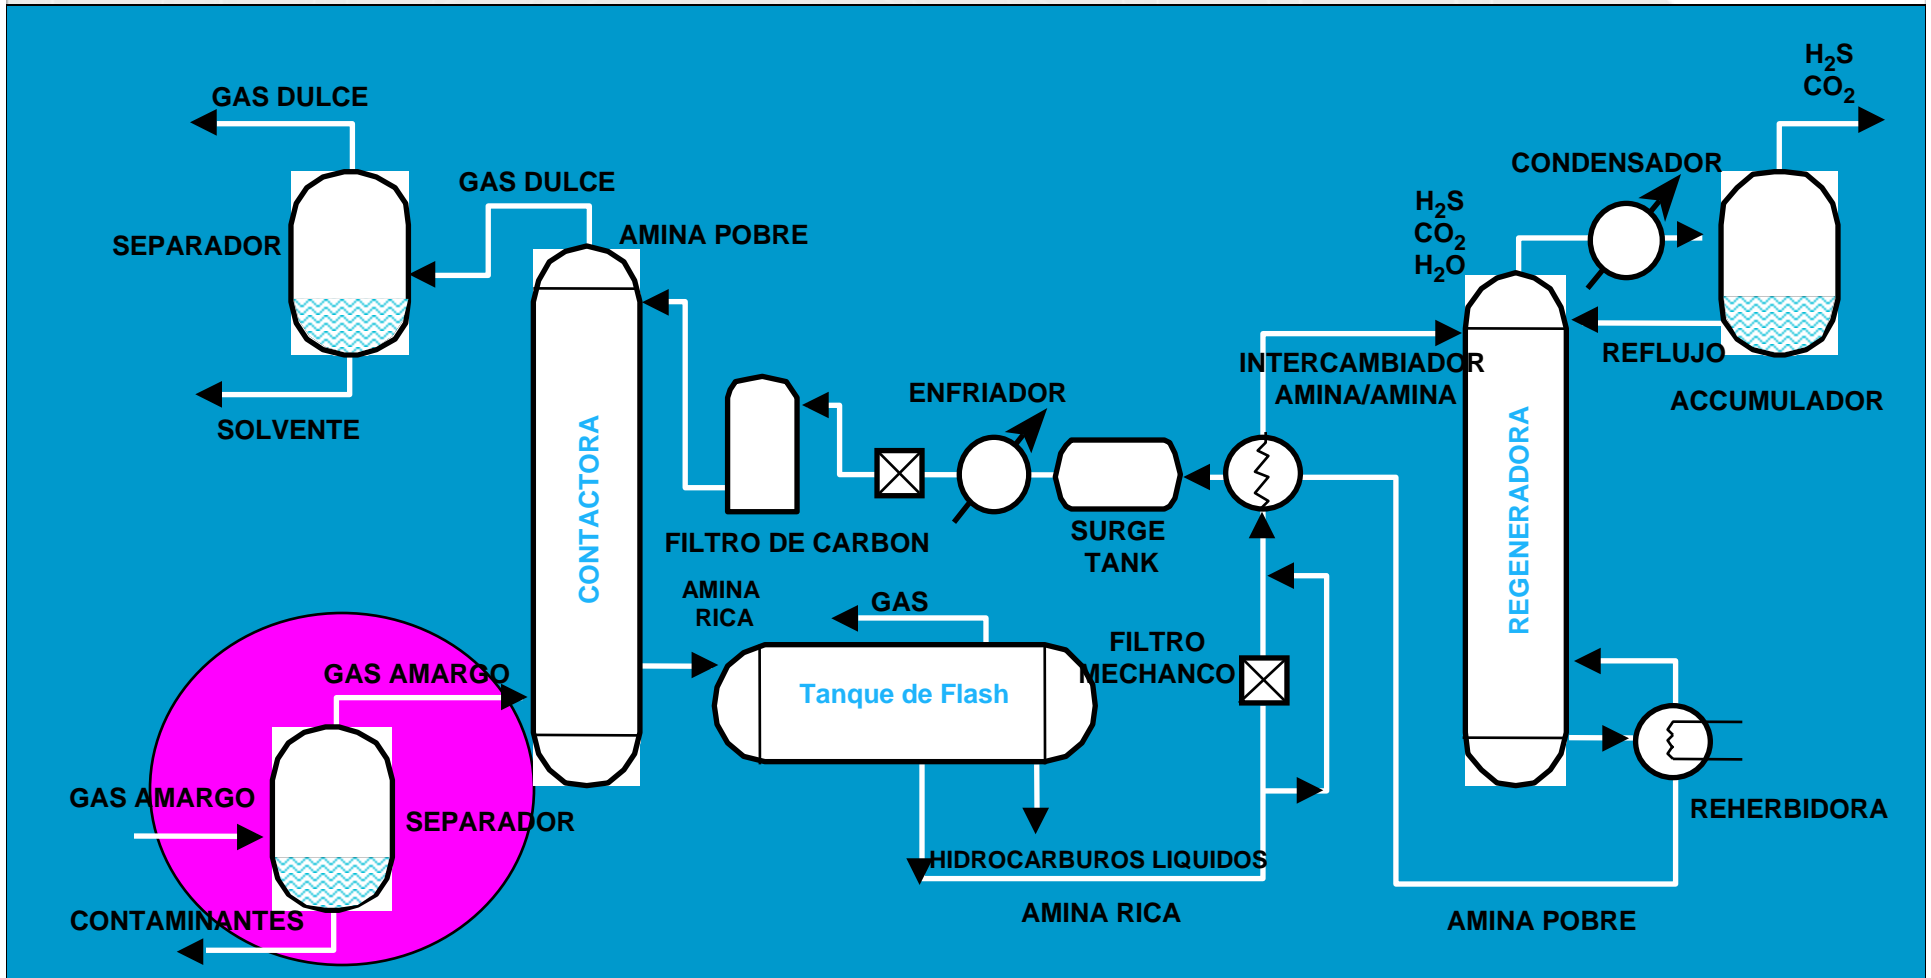 H2S
CO2
GAS DULCE
CONDENSADOR
GAS DULCE
H2S
CO2
H2O
SEPARADOR
AMINA POBRE
REFLUJO
INTERCAMBIADOR
AMINA/AMINA
ENFRIADOR
ACCUMULADOR
SOLVENTE
CONTACTORA
REGENERADORA
FILTRO DE CARBON
SURGE
TANK
AMINA
RICA
GAS
FILTRO
MECHANCO
GAS AMARGO
Tanque de Flash
GAS AMARGO
SEPARADOR
REHERBIDORA
HIDROCARBUROS LIQUIDOS
CONTAMINANTES
AMINA RICA
AMINA POBRE